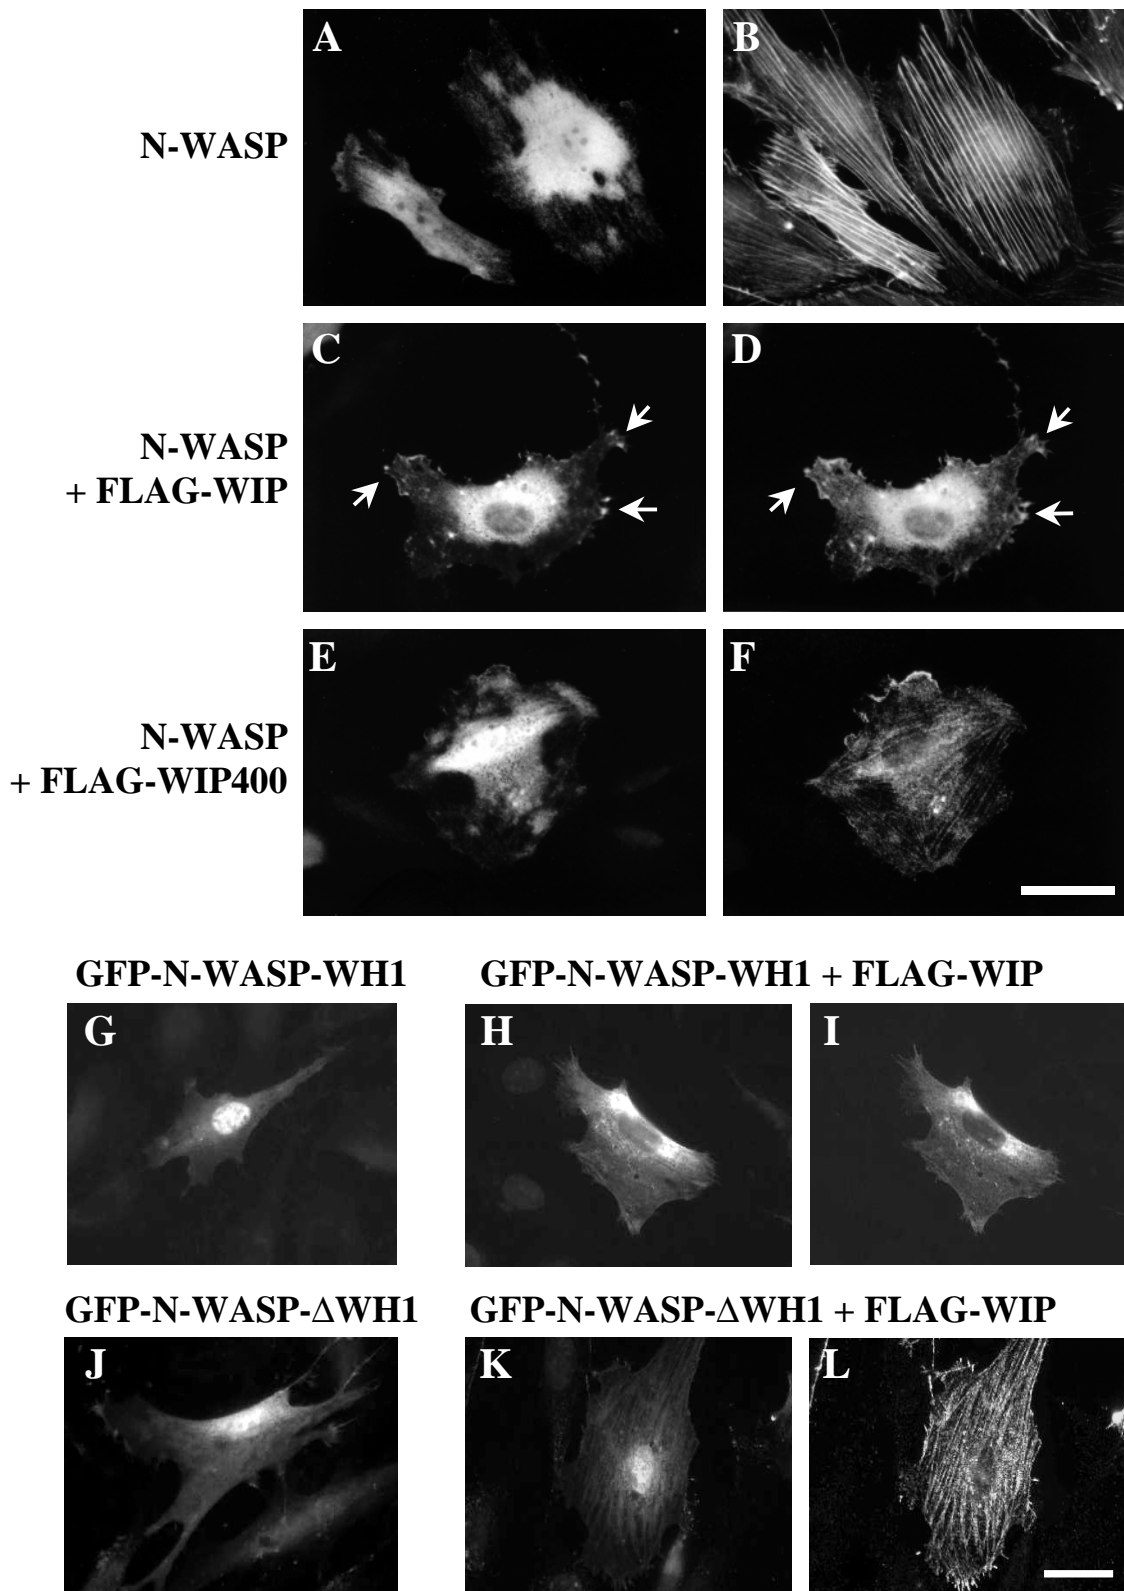 A
B
N-WASP
C
D
N-WASP
+ FLAG-WIP
E
F
N-WASP
+ FLAG-WIP400
GFP-N-WASP-WH1
GFP-N-WASP-WH1 + FLAG-WIP
G
H
I
GFP-N-WASP-ΔWH1
GFP-N-WASP-ΔWH1 + FLAG-WIP
J
K
L